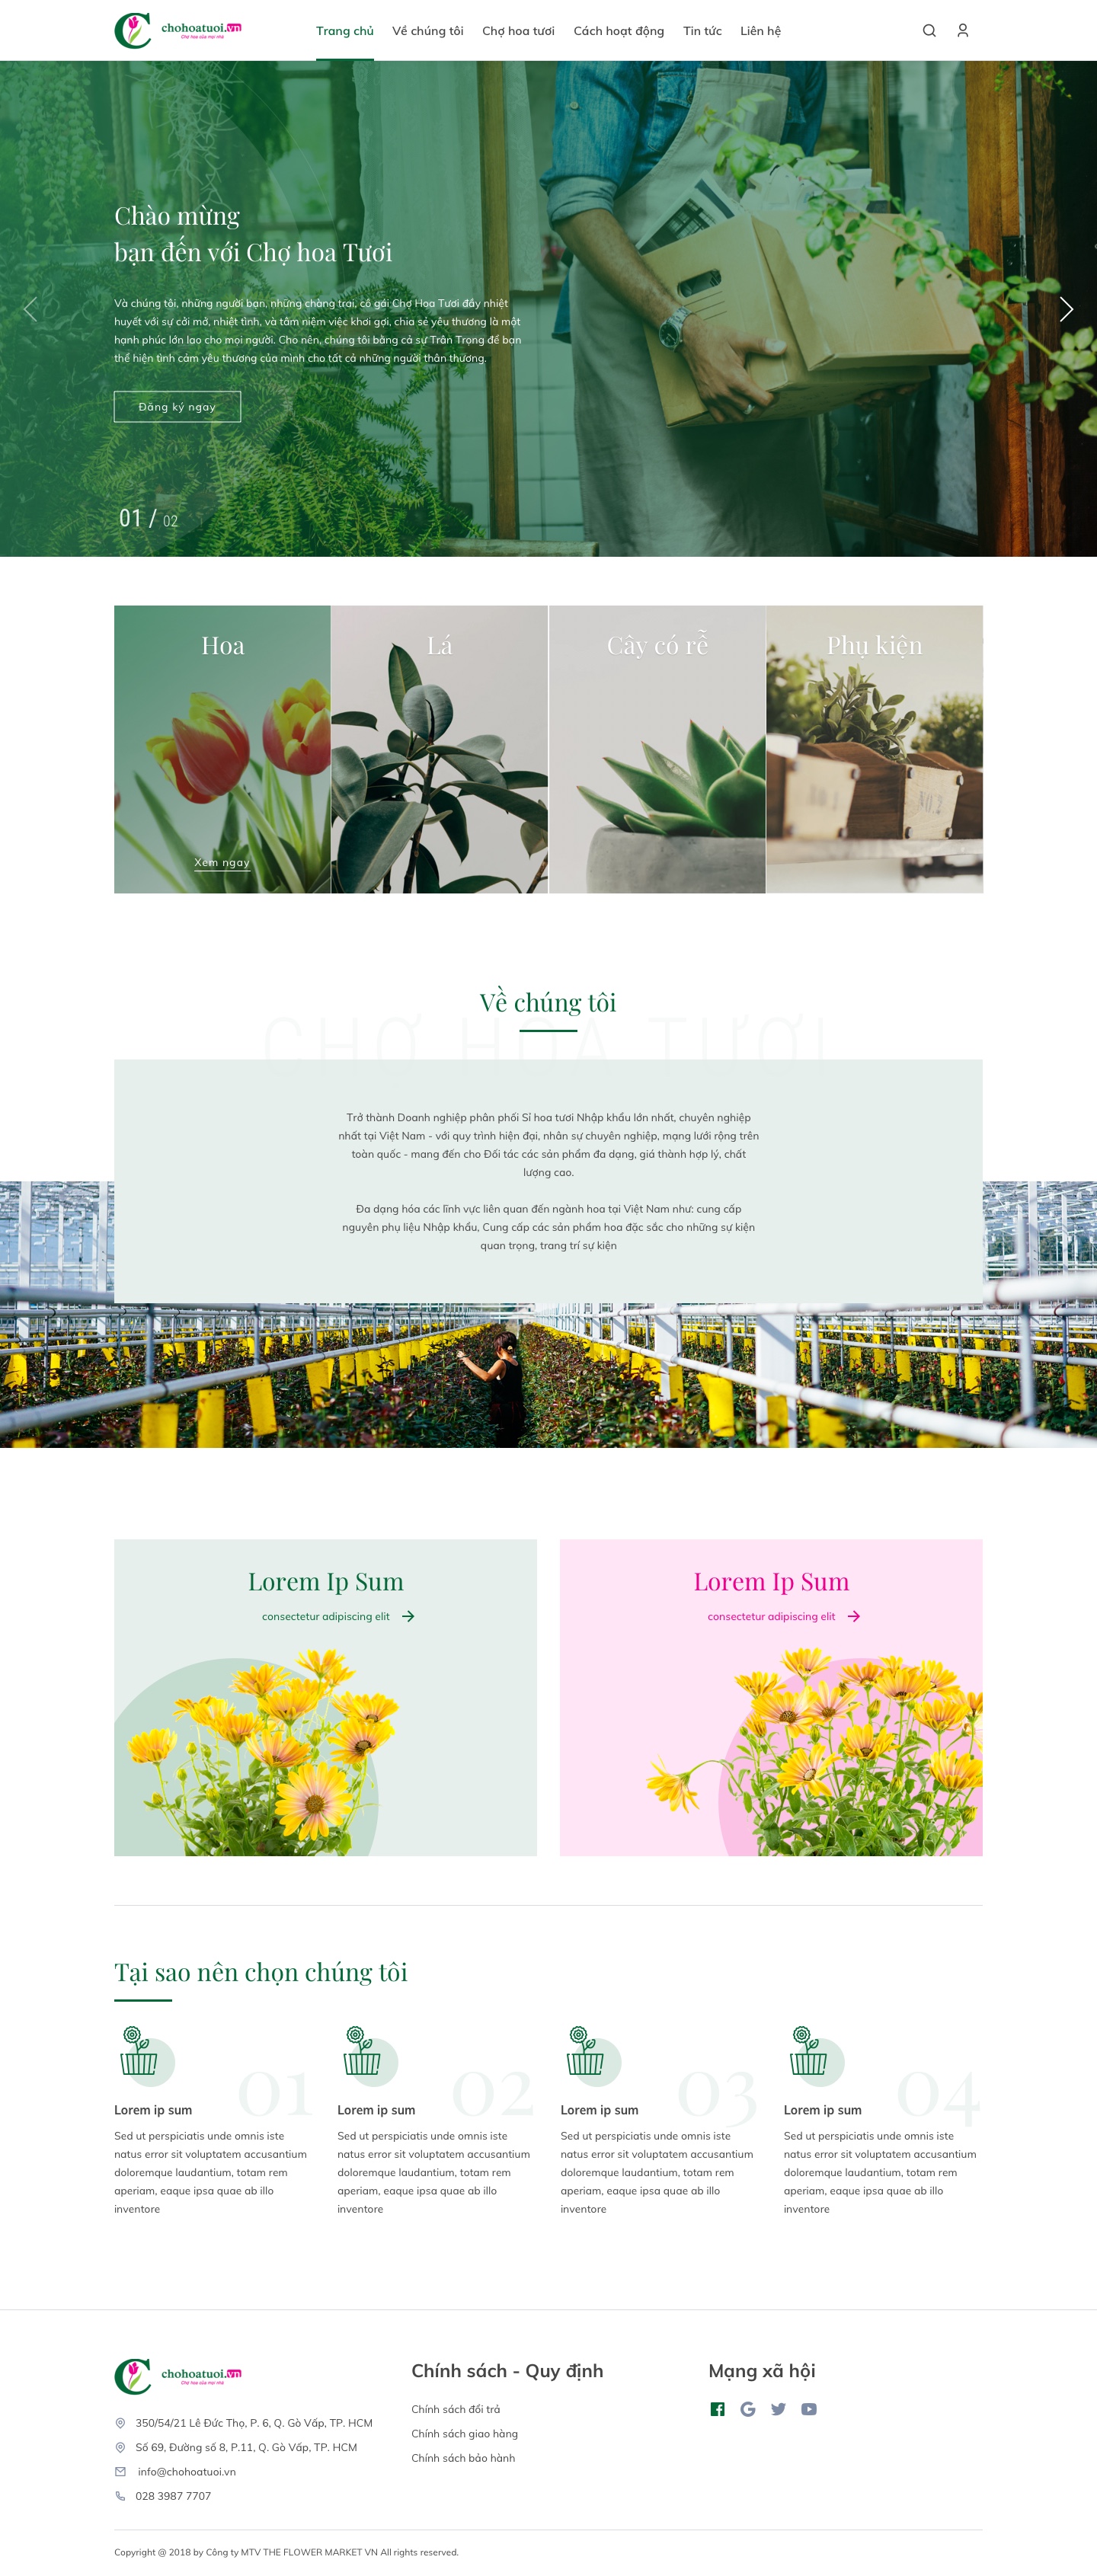 chohoatuoi.vn
Chợ hoa của mọi nhà
Trang chủ
Về chúng tôi
Chợ hoa tươi
Cách hoạt động
Tin tức
Liên hệ
Chào mừng
bạn đến với Chợ hoa Tươi
Và chúng tôi, những người bạn, những chàng trai, cô gái Chợ Hoa Tươi đầy nhiệt
huyết với sự cởi mở, nhiệt tình, và tâm niệm việc khơi gợi, chia sẻ yêu thương là một
hạnh phúc lớn lao cho mọi người. Cho nên, chúng tôi bằng cả sự Trân Trọng để bạn
thể hiện tình cảm yêu thương của mình cho tất cả những người thân thương.
Đăng ký ngay
01 / 02
Hoa
Lá
Cây có rễ
Phụ kiện
Xem ngay
Về chúng tôi
CHỢ HOA TƯƠI
Trở thành Doanh nghiệp phân phối Sỉ hoa tươi Nhập khẩu lớn nhất, chuyên nghiệp
nhất tại Việt Nam - với quy trình hiện đại, nhân sự chuyên nghiệp, mạng lưới rộng trên
toàn quốc - mang đến cho Đối tác các sản phẩm đa dạng, giá thành hợp lý, chất
lượng cao.
Đa dạng hóa các lĩnh vực liên quan đến ngành hoa tại Việt Nam như: cung cấp
nguyên phụ liệu Nhập khẩu, Cung cấp các sản phẩm hoa đặc sắc cho những sự kiện
quan trọng, trang trí sự kiện
Lorem Ip Sum
consectetur adipiscing elit
Lorem Ip Sum
consectetur adipiscing elit
Tại sao nên chọn chúng tôi
01
Lorem ip sum
Sed ut perspiciatis unde omnis iste
natus error sit voluptatem accusantium
doloremque laudantium, totam rem
aperiam, eaque ipsa quae ab illo
inventore
02
Lorem ip sum
Sed ut perspiciatis unde omnis iste
natus error sit voluptatem accusantium
doloremque laudantium, totam rem
aperiam, eaque ipsa quae ab illo
inventore
03
Lorem ip sum
Sed ut perspiciatis unde omnis iste
natus error sit voluptatem accusantium
doloremque laudantium, totam rem
aperiam, eaque ipsa quae ab illo
inventore
04
Lorem ip sum
Sed ut perspiciatis unde omnis iste
natus error sit voluptatem accusantium
doloremque laudantium, totam rem
aperiam, eaque ipsa quae ab illo
inventore
chohoatuoi.vn
Chợ hoa của mọi nhà
350/54/21 Lê Đức Thọ, P. 6, Q. Gò Vấp, TP. HCM
Số 69, Đường số 8, P.11, Q. Gò Vấp, TP. HCM
info@chohoatuoi.vn
028 3987 7707
Chính sách - Quy định
Chính sách đổi trả
Chính sách giao hàng
Chính sách bảo hành
Mạng xã hội
Copyright @ 2018 by Công ty MTV THE FLOWER MARKET VN All rights reserved.